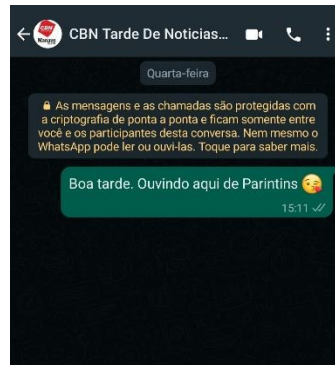 CBN Tarde De Noticias...
Quarta-feira
As mensagens e as chamadas são protegidas com
a criptografia de ponta a ponta e ficam somente entre
você e os participantes desta conversa. Nem mesmo o
WhatsApp pode ler ou ouvi-las. Toque para saber mais.
Boa tarde. Ouvindo aqui de Parintins 😘
15:11